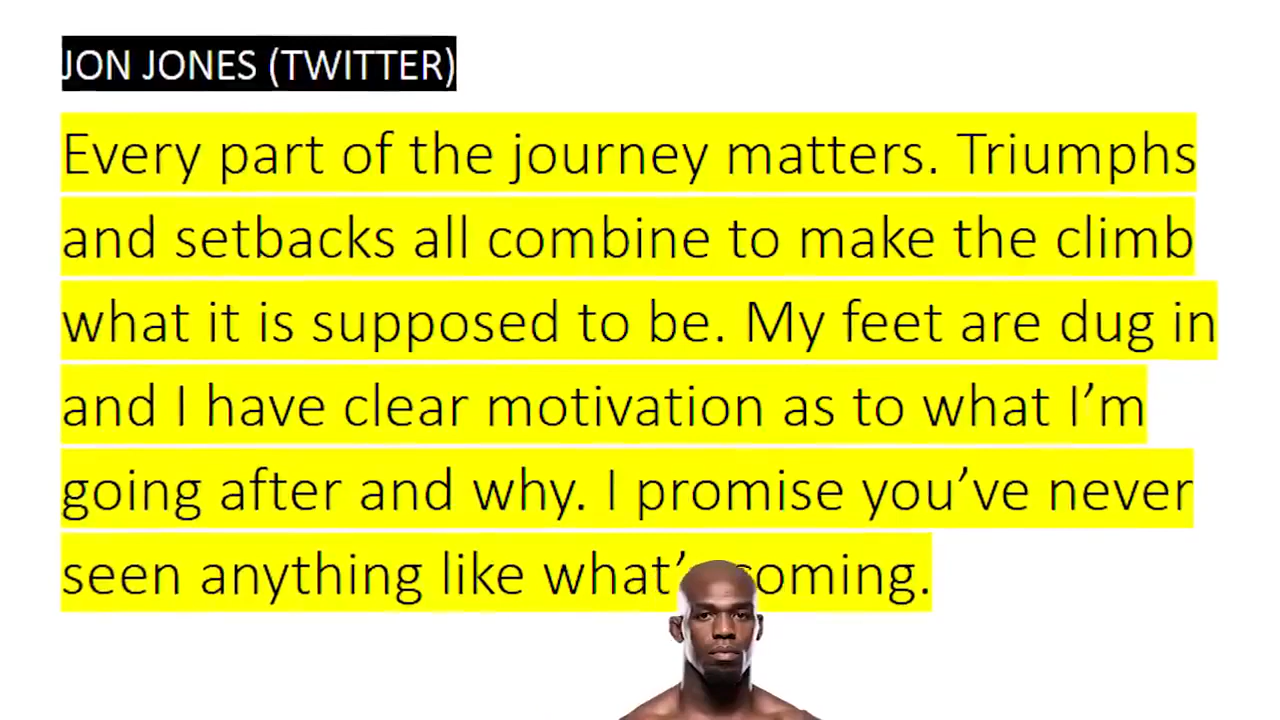 JON JONES (TWITTER)
Every part of the journey matters. Triumphs
and setbacks all combine to make the climb
what it is supposed to be. My feet are dug in
and I have clear motivation as to what I’m
going after and why. I promise you’ve never
seen anything like what’s coming.